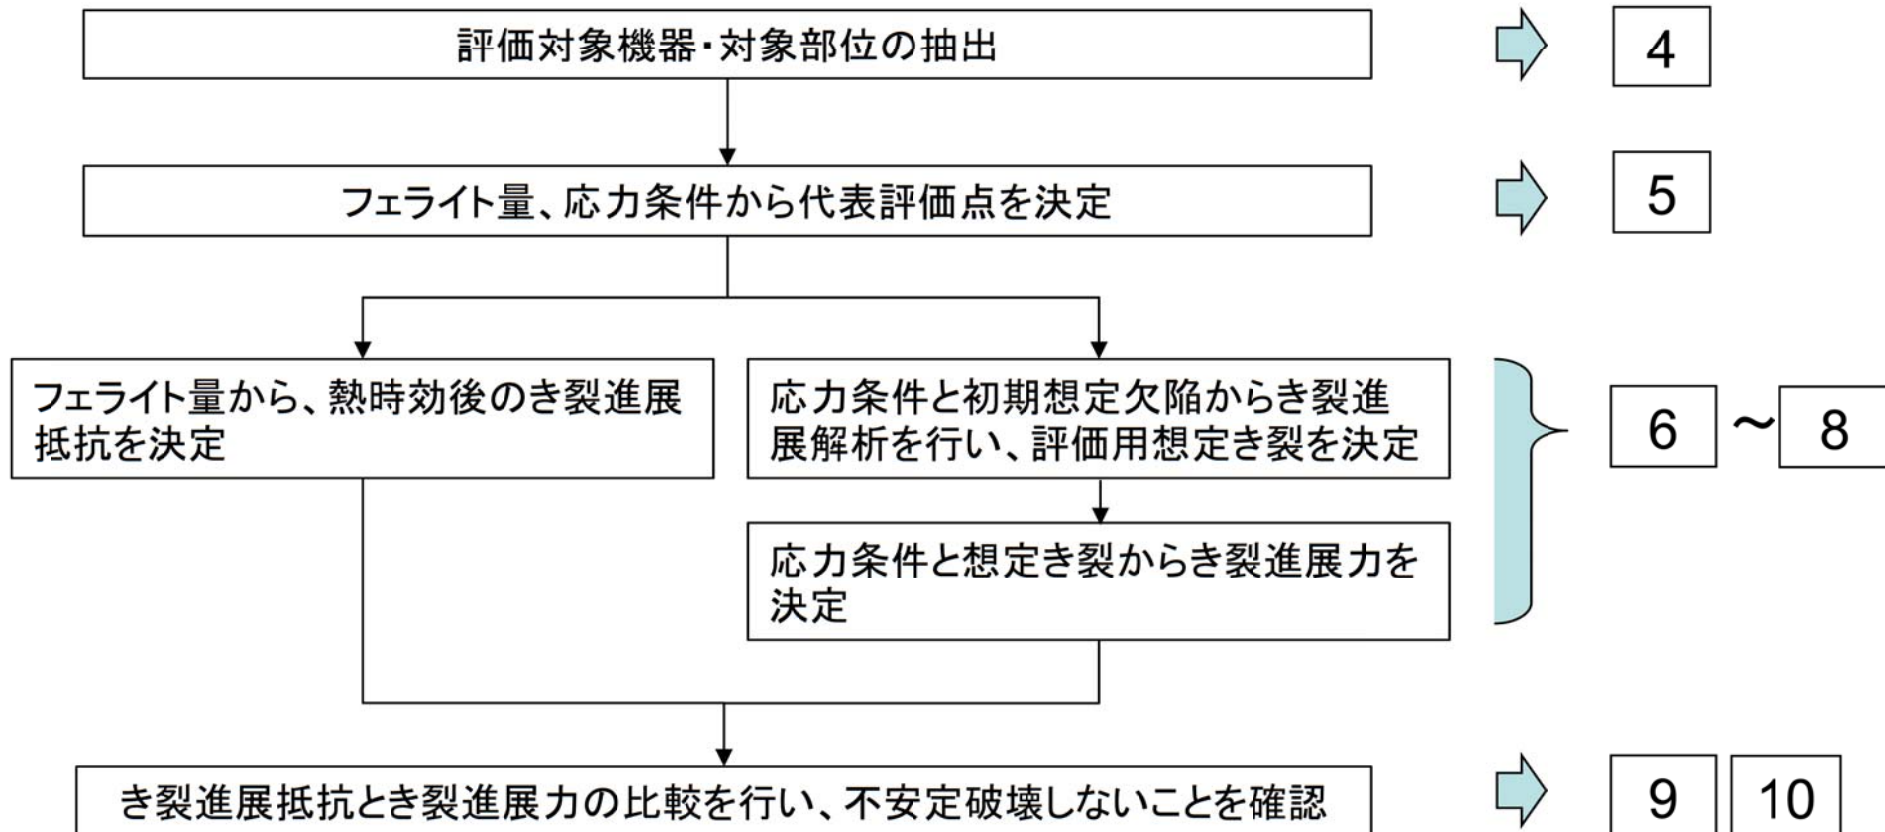 評価対象機器・対象部位の抽出
4
フェライト量、応力条件から代表評価点を決定
5
フェライト量から、熱時効後のき裂進展
抵抗を決定
応力条件と初期想定欠陥からき裂進
展解析を行い、評価用想定き裂を決定
6 ～ 8
応力条件と想定き裂からき裂進展力を
決定
き裂進展抵抗とき裂進展力の比較を行い、不安定破壊しないことを確認
9 10